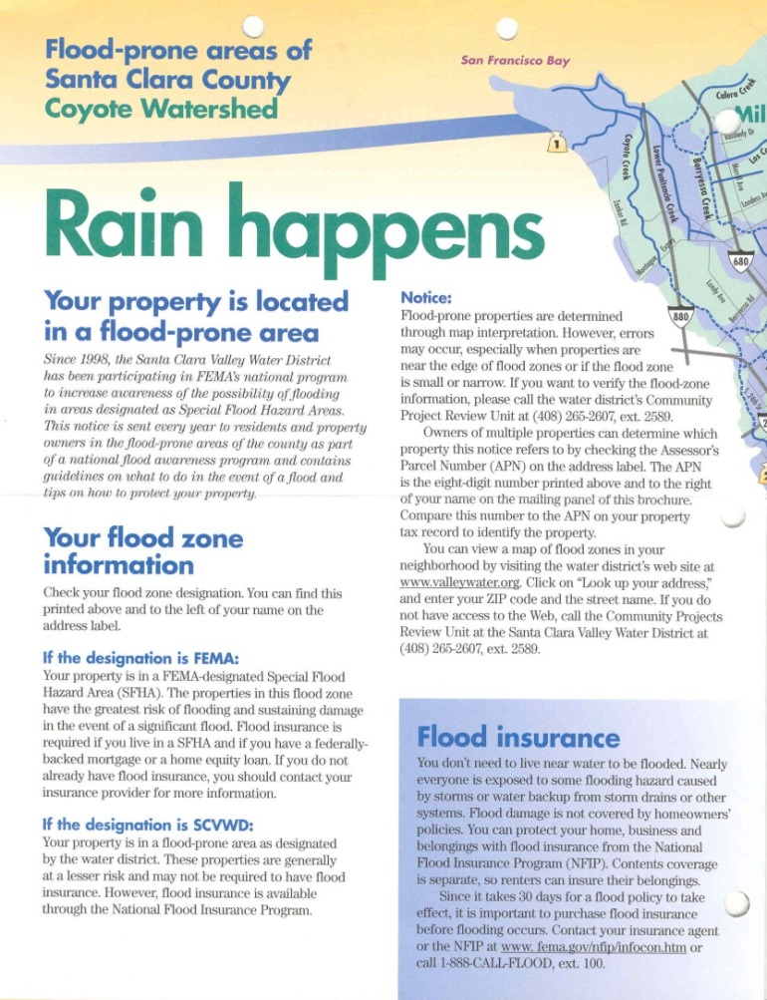 Flood-prone areas of
Santa Clara County
Coyote Watershed
San Francisco Bay
Calera Creek
Mil
Kennedy Dr
Los C
1
Coyote Creek
Lower Penitencia Creek
Berryessa Creek
Morrill Ave
Landess Av
Zanker Rd
Montague Expwy
Lundy Ave
Berryessa Rd
680
880
Rain happens
Your property is located
in a flood-prone area
Since 1998, the Santa Clara Valley Water District
has been participating in FEMA's national program
to increase awareness of the possibility of flooding
in areas designated as Special Flood Hazard Areas.
This notice is sent every year to residents and property
owners in the flood-prone areas of the county as part
of a national flood awareness program and contains
guidelines on what to do in the event of a flood and
tips on how to protect your property.
Your flood zone
information
Check your flood zone designation. You can find this
printed above and to the left of your name on the
address label.
If the designation is FEMA:
Your property is in a FEMA-designated Special Flood
Hazard Area (SFHA). The properties in this flood zone
have the greatest risk of flooding and sustaining damage
in the event of a significant flood. Flood insurance is
required if you live in a SFHA and if you have a federally-
backed mortgage or a home equity loan. If you do not
already have flood insurance, you should contact your
insurance provider for more information.
If the designation is SCVWD:
Your property is in a flood-prone area as designated
by the water district. These properties are generally
at a lesser risk and may not be required to have flood
insurance. However, flood insurance is available
through the National Flood Insurance Program.
Notice:
Flood-prone properties are determined
through map interpretation. However, errors
may occur, especially when properties are
near the edge of flood zones or if the flood zone
is small or narrow. If you want to verify the flood-zone
information, please call the water district's Community
Project Review Unit at (408) 265-2607, ext. 2589.
Owners of multiple properties can determine which
property this notice refers to by checking the Assessor's
Parcel Number (APN) on the address label. The APN
is the eight-digit number printed above and to the right
of your name on the mailing panel of this brochure.
Compare this number to the APN on your property
tax record to identify the property.
You can view a map of flood zones in your
neighborhood by visiting the water district's web site at
www.valleywater.org. Click on "Look up your address,"
and enter your ZIP code and the street name. If you do
not have access to the Web, call the Community Projects
Review Unit at the Santa Clara Valley Water District at
(408) 265-2607, ext. 2589.
Flood insurance
You don't need to live near water to be flooded. Nearly
everyone is exposed to some flooding hazard caused
by storms or water backup from storm drains or other
systems. Flood damage is not covered by homeowners'
policies. You can protect your home, business and
belongings with flood insurance from the National
Flood Insurance Program (NFIP). Contents coverage
is separate, so renters can insure their belongings.
Since it takes 30 days for a flood policy to take
effect, it is important to purchase flood insurance
before flooding occurs. Contact your insurance agent
or the NFIP at www. fema.gov/nfip/infocon.htm or
call 1-888-CALL-FLOOD, ext. 100.